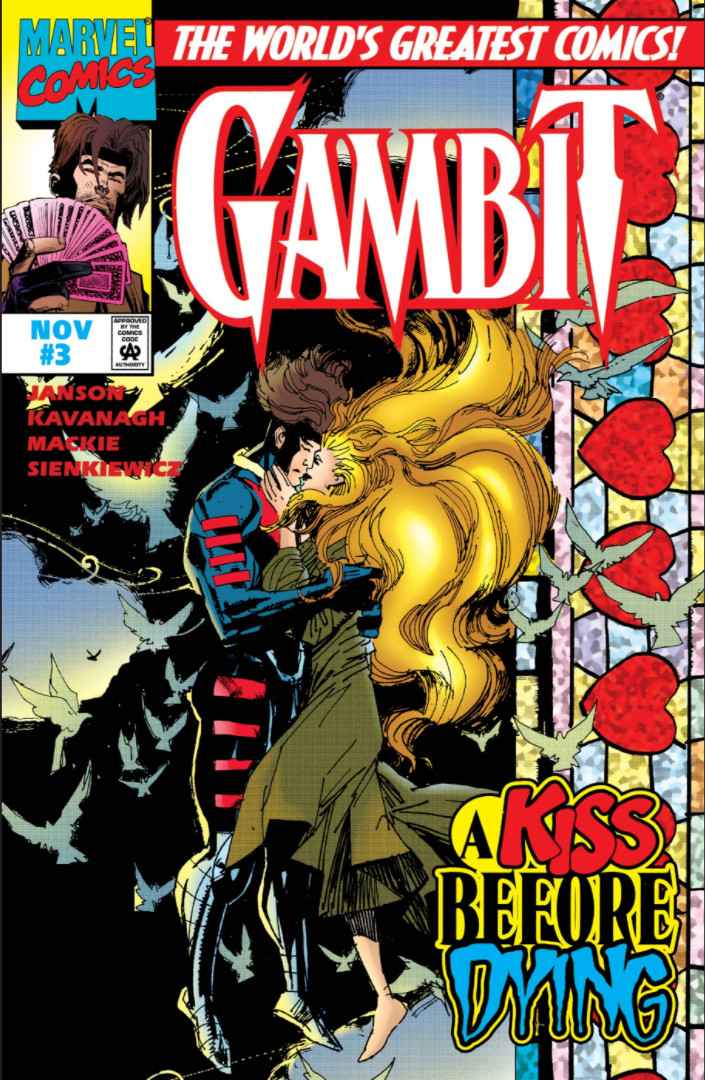 MARVEL
COMICS
THE WORLD'S GREATEST COMICS!
GAMBIT
NOV
#3
APPROVED
BY THE
COMICS
CODE
CA
AUTHORITY
JANSON
KAVANAGH
MACKIE
SIENKIEWICZ
A KISS
BEFORE
DYING